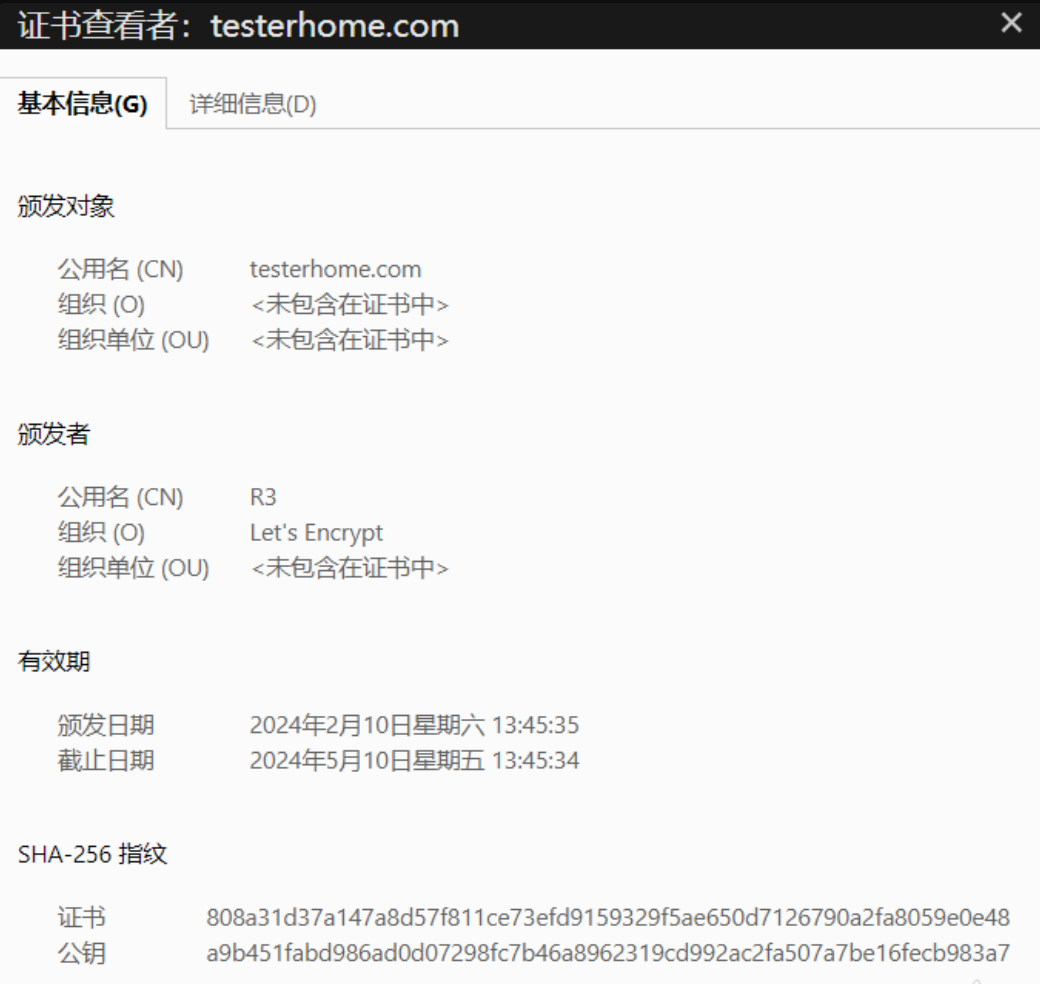 证书查看者：testerhome.com
基本信息(G) 详细信息(D)
颁发对象
公用名 (CN) testerhome.com
组织 (O) <未包含在证书中>
组织单位 (OU) <未包含在证书中>
颁发者
公用名 (CN) R3
组织 (O) Let's Encrypt
组织单位 (OU) <未包含在证书中>
有效期
颁发日期 2024年2月10日星期六 13:45:35
截止日期 2024年5月10日星期五 13:45:34
SHA-256 指纹
证书 808a31d37a147a8d57f811ce73efd9159329f5ae650d7126790a2fa8059e0e48
公钥 a9b451fabd986ad0d07298fc7b46a8962319cd992ac2fa507a7be16fecb983a7